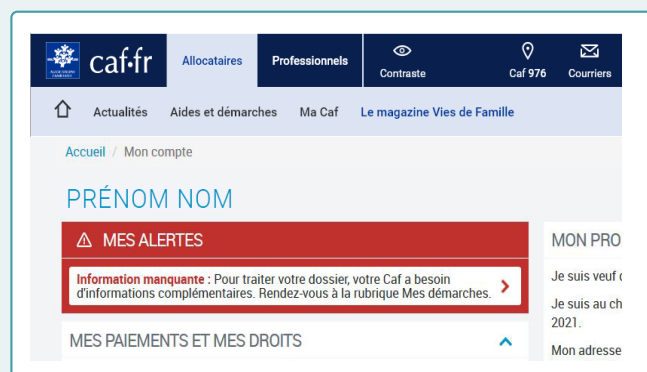 caf.fr
Allocataires
Professionnels
Contraste
Caf 976
Courriers
Actualités
Aides et démarches
Ma Caf
Le magazine Vies de Famille
Accueil / Mon compte
PRÉNOM NOM
MES ALERTES
Information manquante : Pour traiter votre dossier, votre Caf a besoin
d'informations complémentaires. Rendez-vous à la rubrique Mes démarches.
MES PAIEMENTS ET MES DROITS
MON PRO
Je suis veuf
Je suis au ch
2021.
Mon adresse